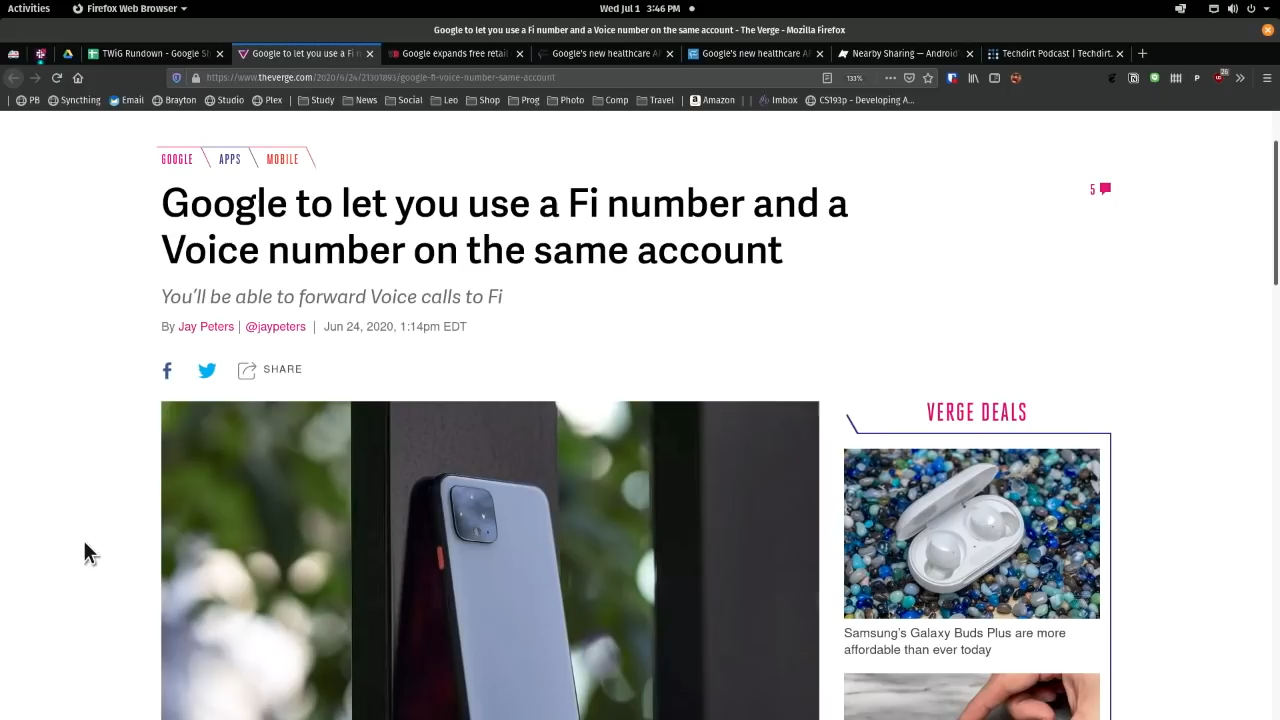 Activities
Firefox Web Browser
Wed Jul 1 3:46 PM
Google to let you use a Fi number and a Voice number on the same account - The Verge - Mozilla Firefox
TWiG Rundown - Google S
Google to let you use a Fi n
Google expands free retail
Google's new healthcare A
Google's new healthcare A
Nearby Sharing — Android
Techdirt Podcast | Techdirt.
https://www.theverge.com/2020/6/24/21301893/google-fi-voice-number-same-account
133%
PB
Syncthing
Email
Brayton
Studio
Plex
Study
News
Social
Leo
Shop
Prog
Photo
Comp
Travel
Amazon
Imbox
CS193p - Developing A...
GOOGLE
APPS
MOBILE
Google to let you use a Fi number and a
Voice number on the same account
5
You'll be able to forward Voice calls to Fi
By Jay Peters | @jaypeters | Jun 24, 2020, 1:14pm EDT
SHARE
VERGE DEALS
Samsung's Galaxy Buds Plus are more
affordable than ever today